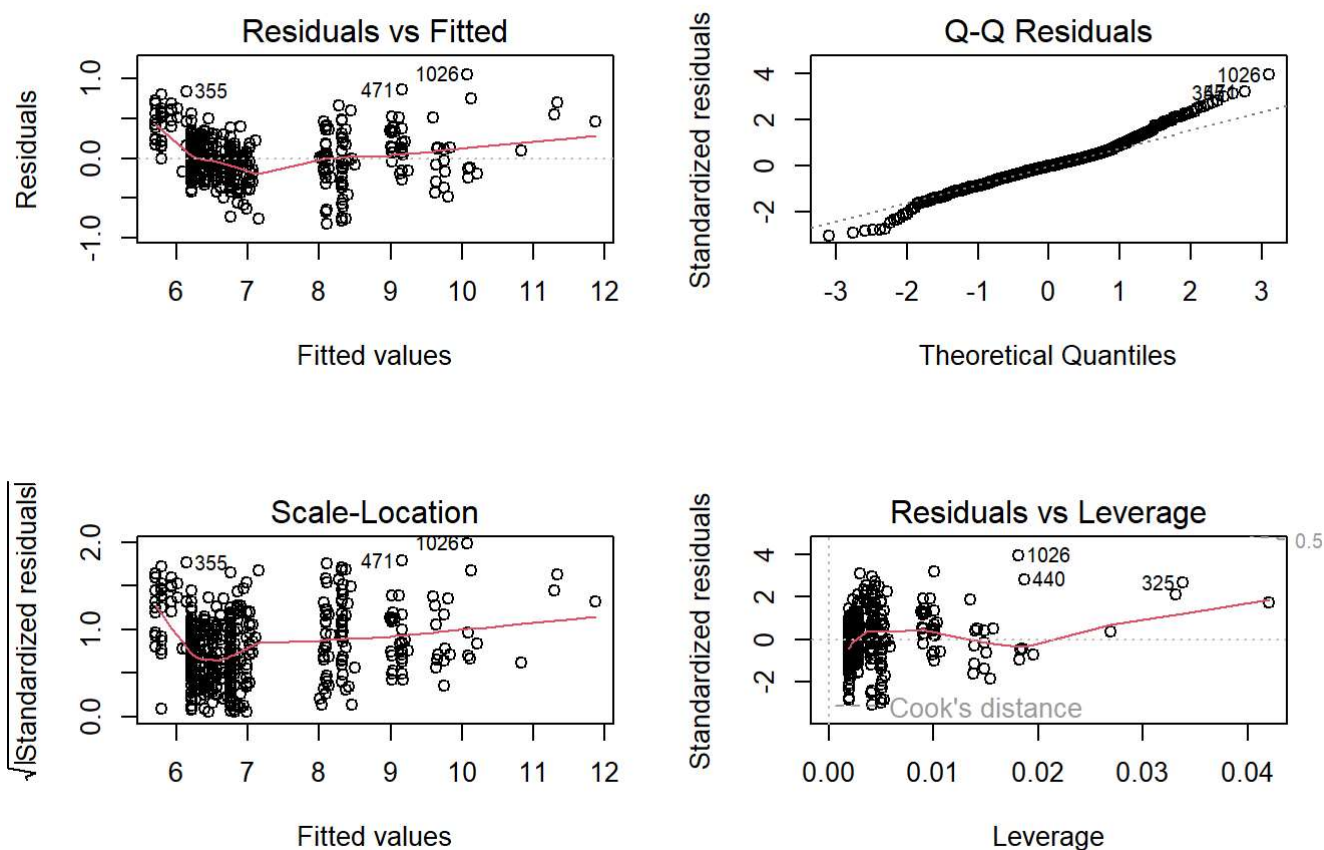 Residuals vs Fitted
Residuals
-1.0 0.0 1.0
355
471
1026
6 7 8 9 10 11 12
Fitted values
Q-Q Residuals
Standardized residuals
-2 0 2 4
1026
-3 -2 -1 0 1 2 3
Theoretical Quantiles
Scale-Location
√|Standardized residuals|
0.0 1.0 2.0
355
471
1026
6 7 8 9 10 11 12
Fitted values
Residuals vs Leverage
Standardized residuals
-2 0 2 4
1026
440
325
0.5
Cook's distance
0.00 0.01 0.02 0.03 0.04
Leverage